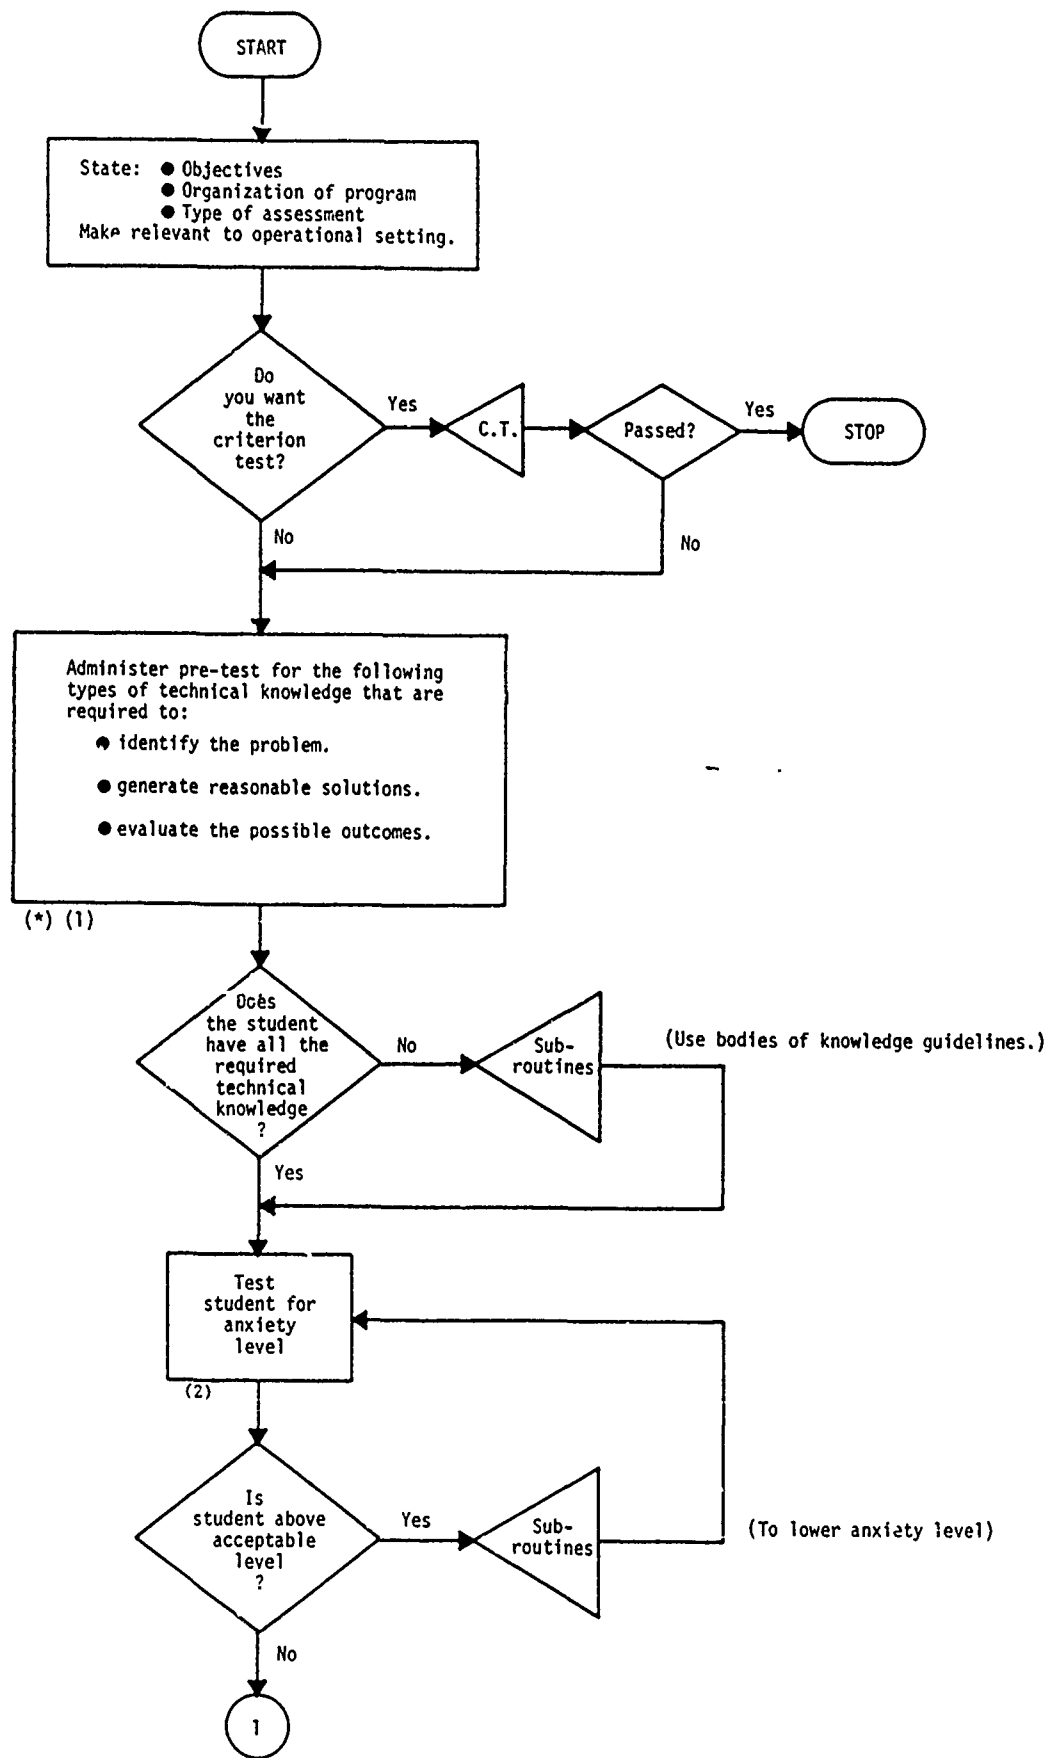 START
State: ● Objectives
● Organization of program
● Type of assessment
Make relevant to operational setting.
Do
you want
the
criterion
test?
Yes
C.T.
Passed?
Yes
STOP
No
No
Administer pre-test for the following
types of technical knowledge that are
required to:
● identify the problem.
● generate reasonable solutions.
● evaluate the possible outcomes.
(*) (1)
Does
the student
have all the
required
technical
knowledge
?
No
Sub-
routines
(Use bodies of knowledge guidelines.)
Yes
Test
student for
anxiety
level
(2)
Is
student above
acceptable
level
?
Yes
Sub-
routines
(To lower anxiety level)
No
1